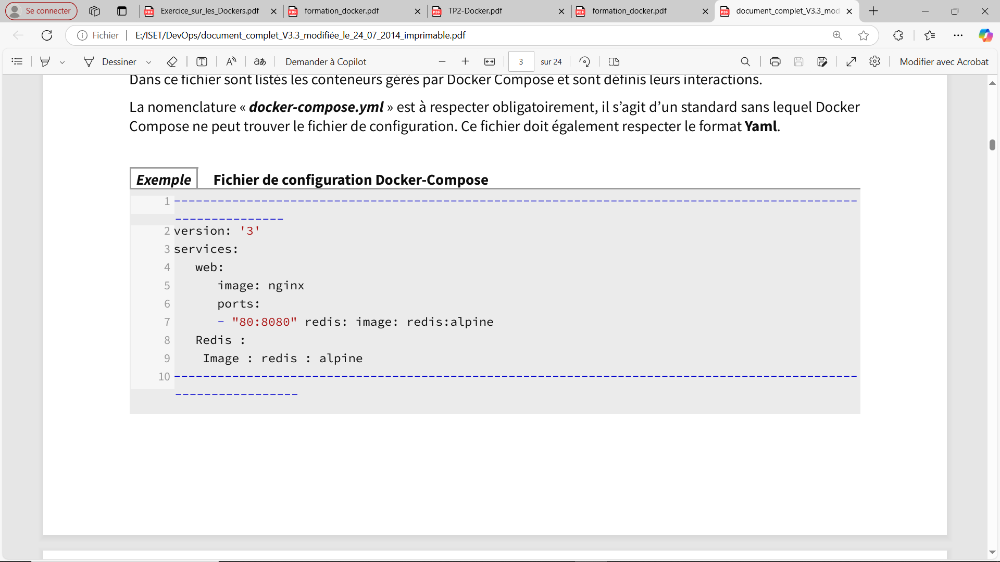 Se connecter
Exercice_sur_les_Dockers.pdf
formation_docker.pdf
TP2-Docker.pdf
formation_docker.pdf
document_complet_V3.3_mod
Fichier
E:/ISET/DevOps/document_complet_V3.3_modifiée_le_24_07_2014_imprimable.pdf
Dessiner
Demander à Copilot
3 sur 24
Modifier avec Acrobat
Dans ce fichier sont listés les conteneurs gérés par Docker Compose et sont définis leurs interactions.
La nomenclature « docker-compose.yml » est à respecter obligatoirement, il s’agit d’un standard sans lequel Docker
Compose ne peut trouver le fichier de configuration. Ce fichier doit également respecter le format Yaml.
Exemple Fichier de configuration Docker-Compose
1 -----------------------------------------------------------------------------------------------
---------------
2 version: '3'
3 services:
4 web:
5 image: nginx
6 ports:
7 - "80:8080" redis: image: redis:alpine
8 Redis :
9 Image : redis : alpine
10 -----------------------------------------------------------------------------------------------
-----------------